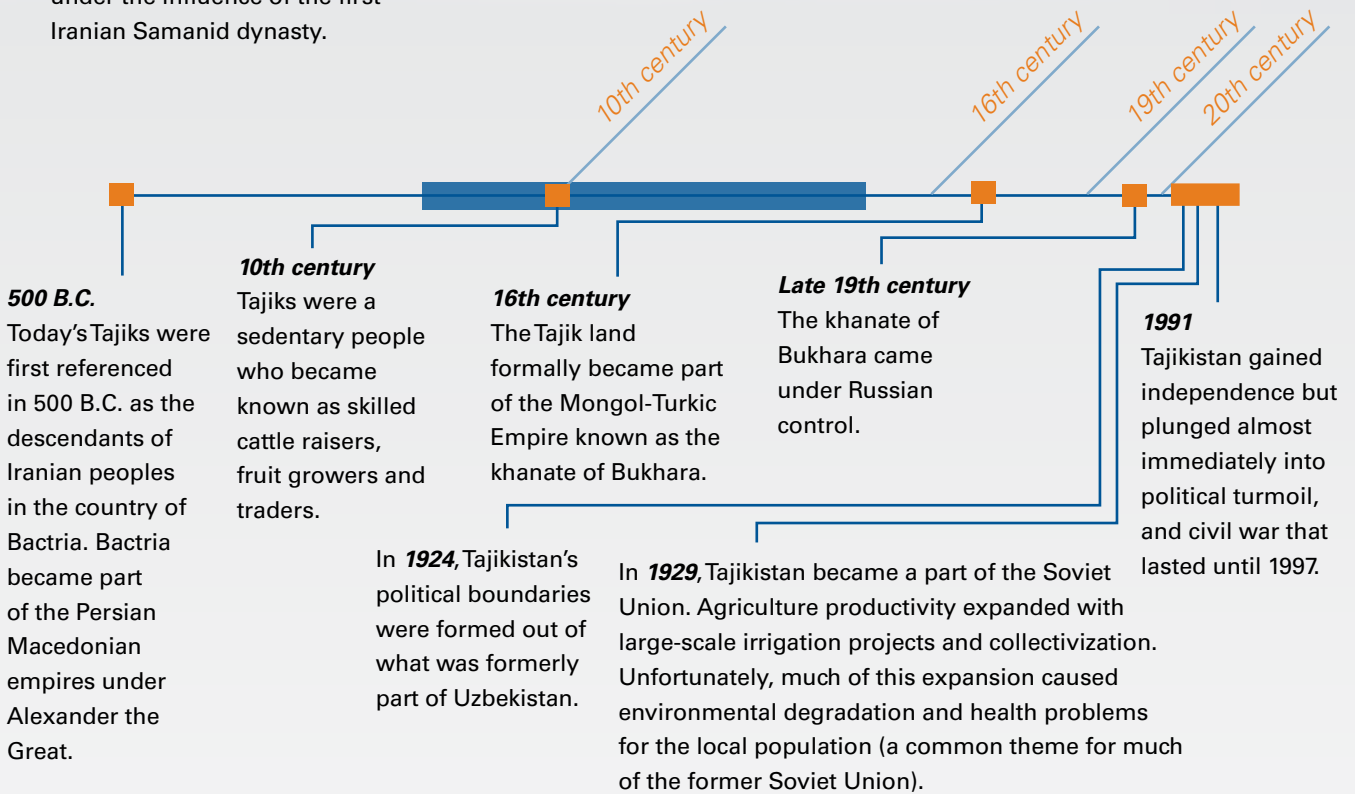 Iranian Samanid dynasty.
10th century
16th century
19th century
20th century
500 B.C.
Today's Tajiks were
first referenced
in 500 B.C. as the
descendants of
Iranian peoples
in the country of
Bactria. Bactria
became part
of the Persian
Macedonian
empires under
Alexander the
Great.
10th century
Tajiks were a
sedentary people
who became
known as skilled
cattle raisers,
fruit growers and
traders.
16th century
The Tajik land
formally became part
of the Mongol-Turkic
Empire known as the
khanate of Bukhara.
Late 19th century
The khanate of
Bukhara came
under Russian
control.
1991
Tajikistan gained
independence but
plunged almost
immediately into
political turmoil,
and civil war that
lasted until 1997.
In 1924, Tajikistan's
political boundaries
were formed out of
what was formerly
part of Uzbekistan.
In 1929, Tajikistan became a part of the Soviet
Union. Agriculture productivity expanded with
large-scale irrigation projects and collectivization.
Unfortunately, much of this expansion caused
environmental degradation and health problems
for the local population (a common theme for much
of the former Soviet Union).